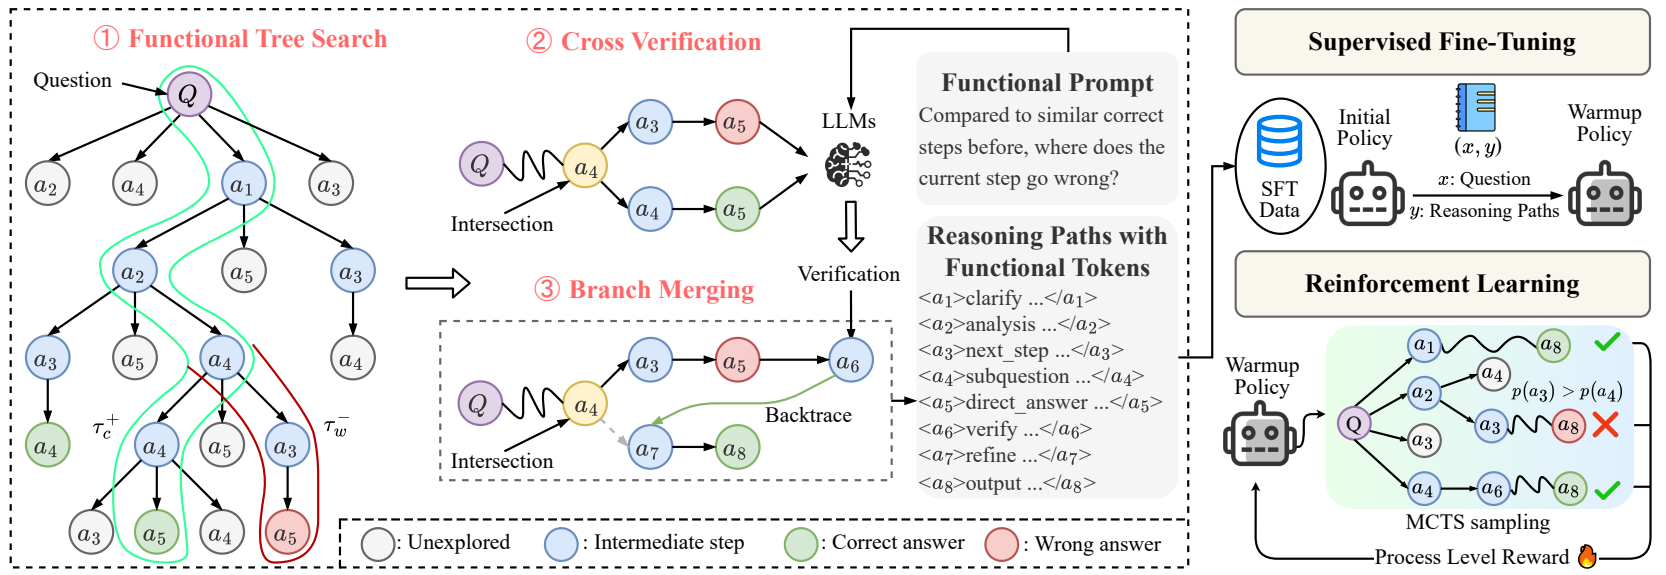 ① Functional Tree Search
Question
Q
a2
a4
a1
a3
a2
a5
a3
a3
a5
a4
a4
a4
a4
a5
a3
a3
a5
a4
a5
τc+
τw−
② Cross Verification
Q
a4
a3
a5
a4
a5
Intersection
LLMs
Verification
③ Branch Merging
Q
a4
a3
a5
a6
a7
a8
Backtrace
Intersection
Functional Prompt
Compared to similar correct
steps before, where does the
current step go wrong?
Reasoning Paths with
Functional Tokens
<a1>clarify ...</a1>
<a2>analysis ...</a2>
<a3>next_step ...</a3>
<a4>subquestion ...</a4>
<a5>direct_answer ...</a5>
<a6>verify ...</a6>
<a7>refine ...</a7>
<a8>output ...</a8>
: Unexplored
: Intermediate step
: Correct answer
: Wrong answer
Supervised Fine-Tuning
SFT
Data
Initial
Policy
(x, y)
x: Question
y: Reasoning Paths
Warmup
Policy
Reinforcement Learning
Warmup
Policy
Q
a1
a8
a4
a2
p(a3) > p(a4)
a3
a8
a3
a4
a6
a8
MCTS sampling
Process Level Reward